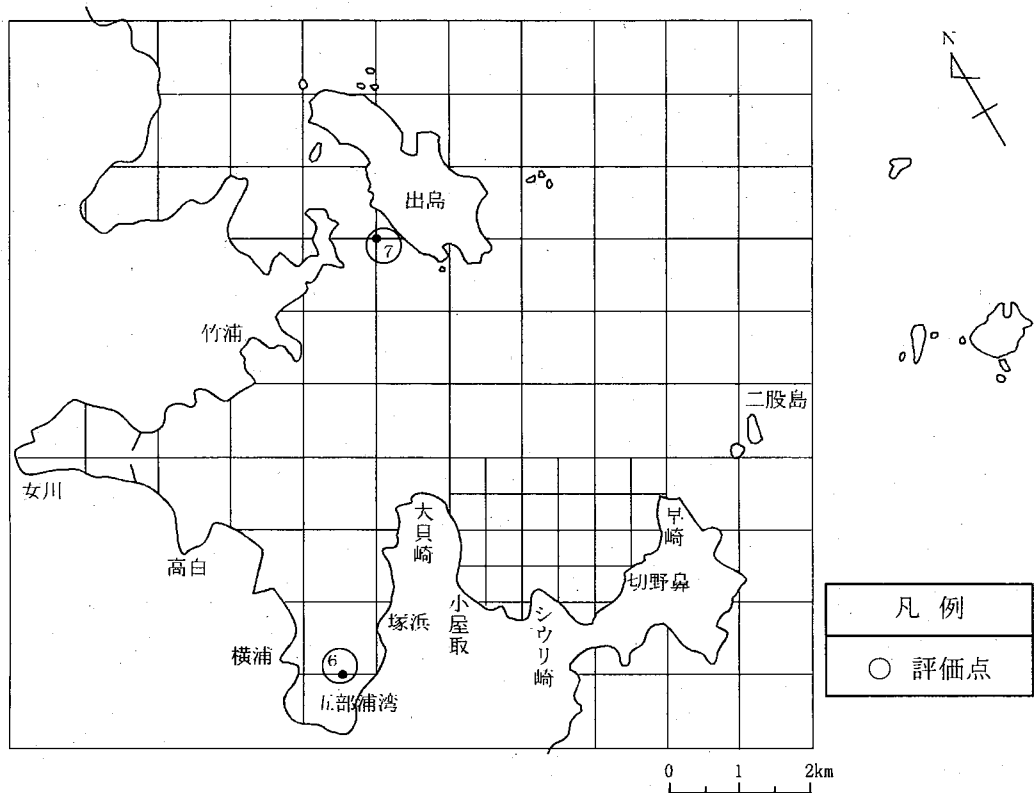 N
出島
7
竹浦
二股島
女川
大貝崎
早崎
高白
切野鼻
小屋取
シウリ崎
塚浜
横浦
6
五部浦湾
凡例
○ 評価点
0 1 2km